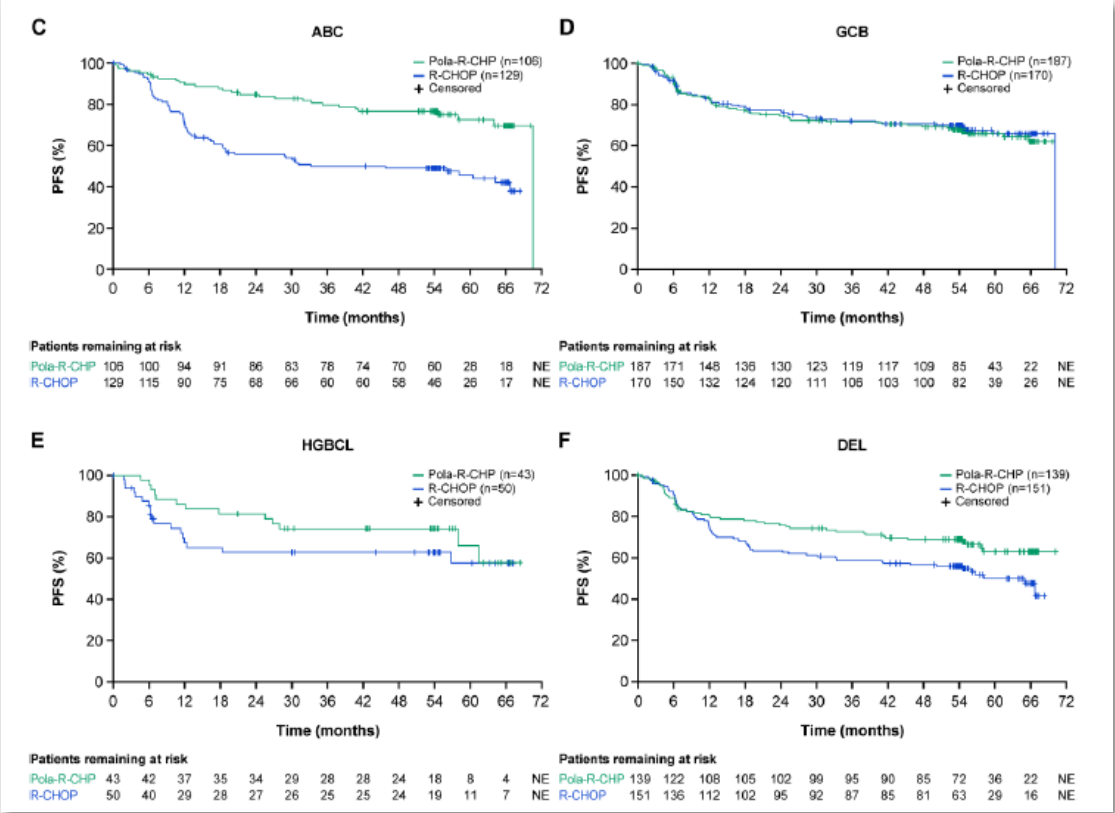 C
ABC
Pola-R-CHP (n=106)
R-CHOP (n=129)
Censored
PFS (%)
100
80
60
40
20
0
0 6 12 18 24 30 36 42 48 54 60 66 72
Time (months)
Patients remaining at risk
Pola-R-CHP 106 100 94 91 86 83 78 74 70 60 28 18 NE
R-CHOP 129 115 90 75 68 66 60 60 58 46 26 17 NE
D
GCB
Pola-R-CHP (n=187)
R-CHOP (n=170)
Censored
PFS (%)
100
80
60
40
20
0
0 6 12 18 24 30 36 42 48 54 60 66 72
Time (months)
Patients remaining at risk
Pola-R-CHP 187 171 148 136 130 123 119 117 109 85 43 22 NE
R-CHOP 170 150 132 124 120 111 106 103 100 82 39 26 NE
E
HGBCL
Pola-R-CHP (n=43)
R-CHOP (n=50)
Censored
PFS (%)
100
80
60
40
20
0
0 6 12 18 24 30 36 42 48 54 60 66 72
Time (months)
Patients remaining at risk
Pola-R-CHP 43 42 37 35 34 29 28 28 24 18 8 4 NE
R-CHOP 50 40 29 28 27 26 25 25 24 19 11 7 NE
F
DEL
Pola-R-CHP (n=139)
R-CHOP (n=151)
Censored
PFS (%)
100
80
60
40
20
0
0 6 12 18 24 30 36 42 48 54 60 66 72
Time (months)
Patients remaining at risk
Pola-R-CHP 139 122 108 105 102 99 95 90 85 72 36 22 NE
R-CHOP 151 136 112 102 95 92 87 85 81 63 29 16 NE